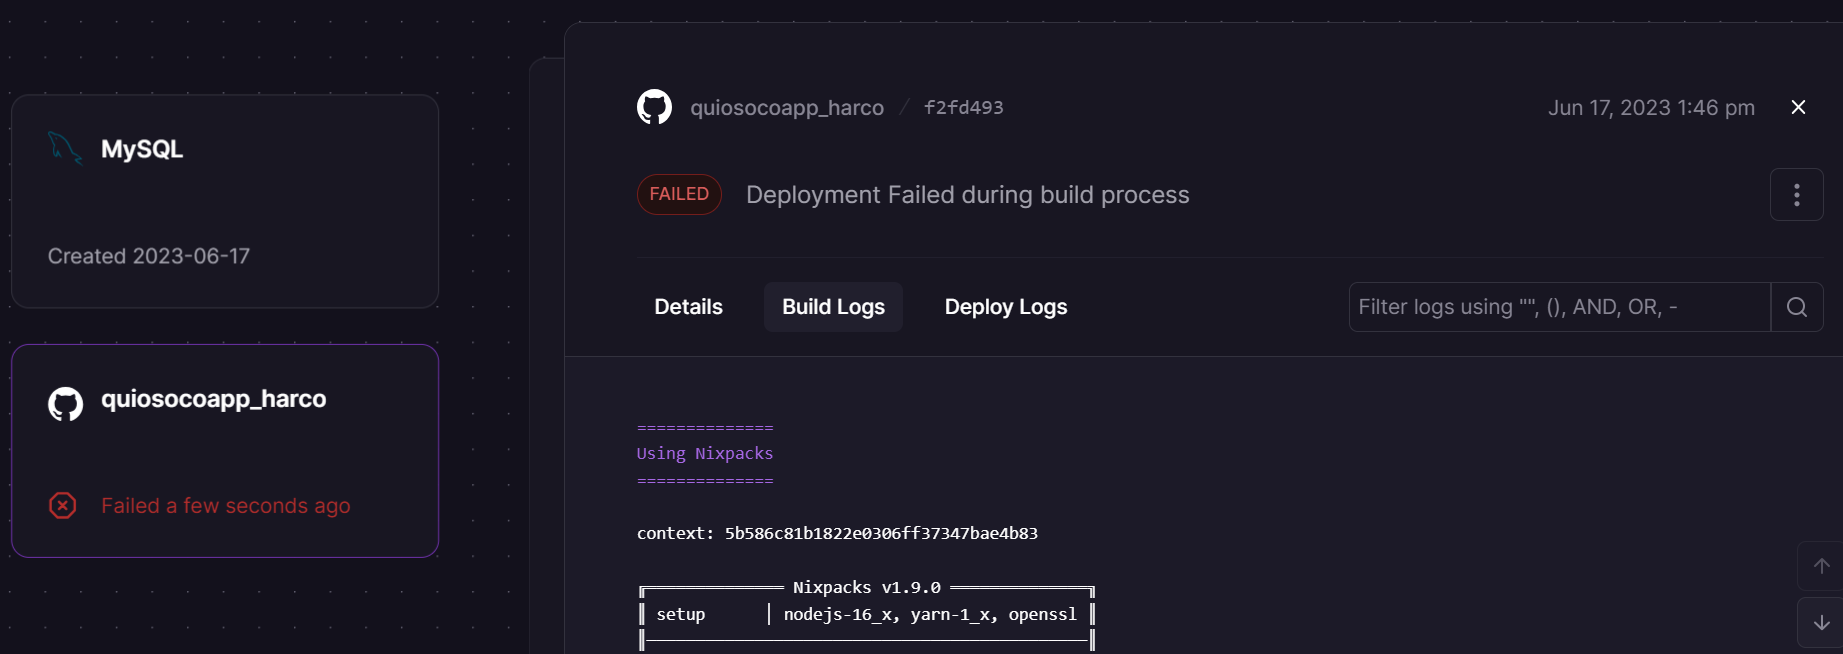 MySQL
Created 2023-06-17
quiosocoapp_harco
Failed a few seconds ago
quiosocoapp_harco / f2fd493
Jun 17, 2023 1:46 pm
FAILED
Deployment Failed during build process
Details
Build Logs
Deploy Logs
Filter logs using "", (), AND, OR, -
==============
Using Nixpacks
==============
context: 5b586c81b1822e0306ff37347bae4b83
Nixpacks v1.9.0
setup | nodejs-16_x, yarn-1_x, openssl